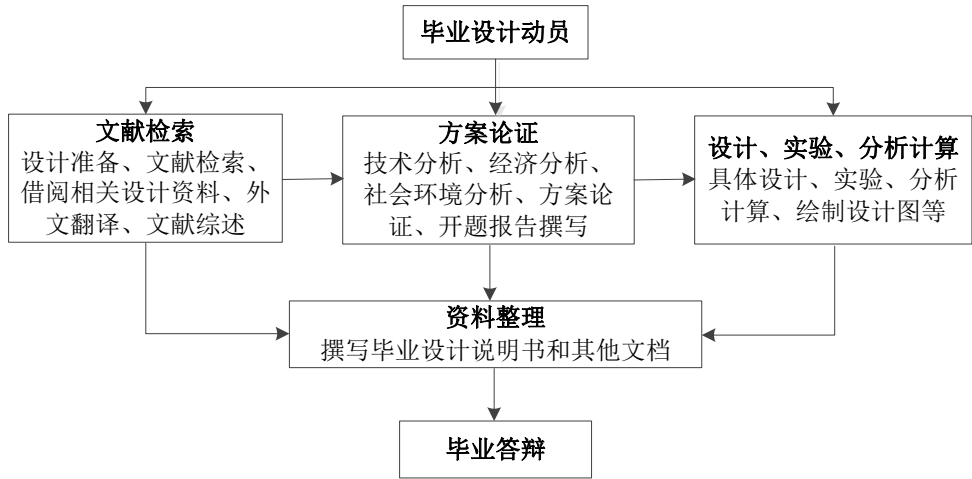 毕业设计动员
文献检索
设计准备、文献检索、
借阅相关设计资料、外
文翻译、文献综述
方案论证
技术分析、经济分析、
社会环境分析、方案论
证、开题报告撰写
设计、实验、分析计算
具体设计、实验、分析
计算、绘制设计图等
资料整理
撰写毕业设计说明书和其他文档
毕业答辩